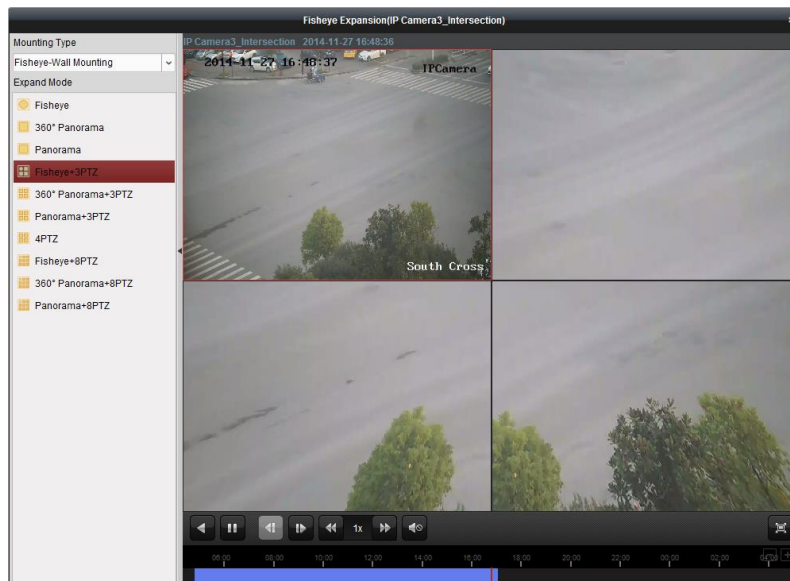 Fisheye Expansion(IP Camera3_Intersection)
Mounting Type
IP Camera3_Intersection 2014-11-27 16:48:36
Fisheye-Wall Mounting
2014-11-27 16:48:37
IPCamera
Expand Mode
Fisheye
360° Panorama
Panorama
Fisheye+3PTZ
360° Panorama+3PTZ
Panorama+3PTZ
4PTZ
Fisheye+8PTZ
South Cross
360° Panorama+8PTZ
Panorama+8PTZ
1x
06:00 08:00 10:00 12:00 14:00 16:00 18:00 20:00 22:00 00:00 02:00 04:00